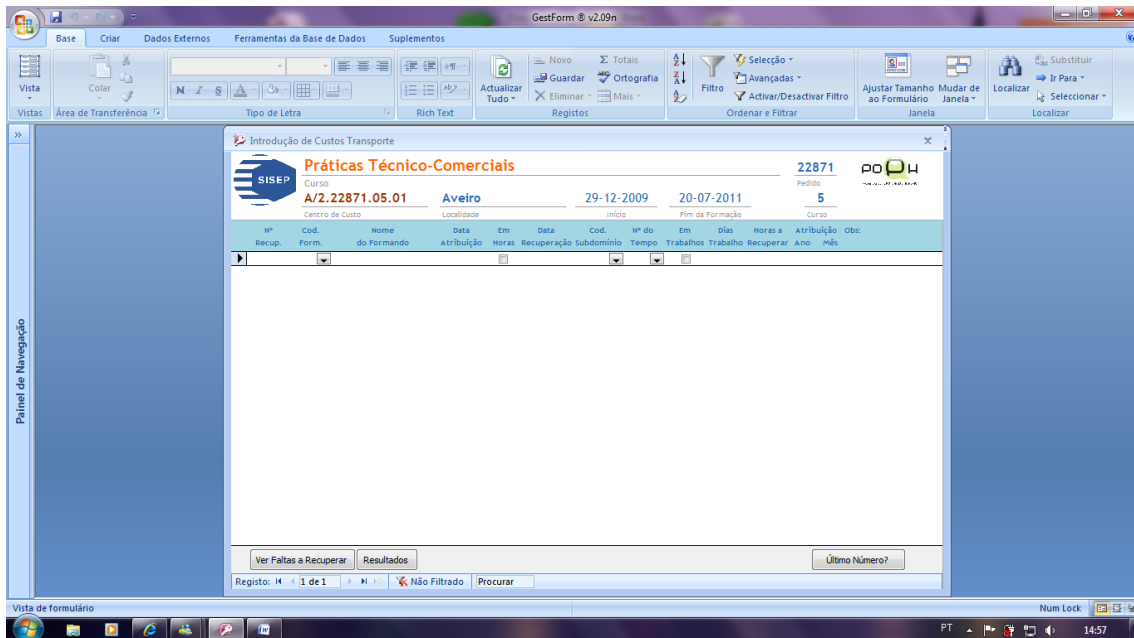 GestForm ® v2.09n
Base Criar Dados Externos Ferramentas da Base de Dados Suplementos
Vista
Colar
N I S
Actualizar Tudo
Novo
Guardar
Eliminar
Σ Totais
Ortografia
Mais
Filtro
Selecção
Avançadas
Activar/Desactivar Filtro
Ajustar Tamanho ao Formulário
Mudar de Janela
Localizar
Substituir
Ir Para
Seleccionar
Vistas Área de Transferência Tipo de Letra Rich Text Registos Ordenar e Filtrar Janela Localizar
Painel de Navegação
Introdução de Custos Transporte
SISEP
Práticas Técnico-Comerciais 22871
Curso Pedido
A/2.22871.05.01 Aveiro 29-12-2009 20-07-2011 5
Centro de Custo Localidade Início Fim da Formação Curso
poph
Nº Cod. Nome Data Em Data Cod. Nº do Em Dias Horas a Atribuição Obs:
Recup. Form. do Formando Atribuição Horas Recuperação Subdomínio Tempo Trabalhos Trabalho Recuperar Ano Mês
Ver Faltas a Recuperar Resultados Último Número?
Registo: 1 de 1 Não Filtrado Procurar
Vista de formulário Num Lock
PT 14:57